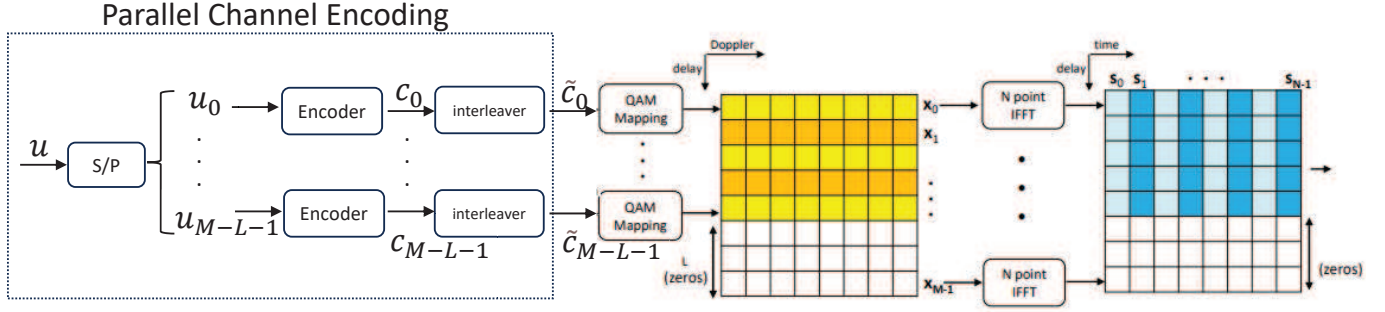 Parallel Channel Encoding
u
S/P
u_0
.
.
.
u_{M-L-1}
Encoder
Encoder
c_0
.
.
.
c_{M-L-1}
interleaver
interleaver
c̃_0
c̃_{M-L-1}
QAM
Mapping
.
.
.
QAM
Mapping
Doppler
delay
L
(zeros)
x_0
x_1
.
.
.
.
x_{M-1}
N point
IFFT
•
•
•
•
N point
IFFT
time
delay
s_0 s_1 · · · s_{N-1}
(zeros)